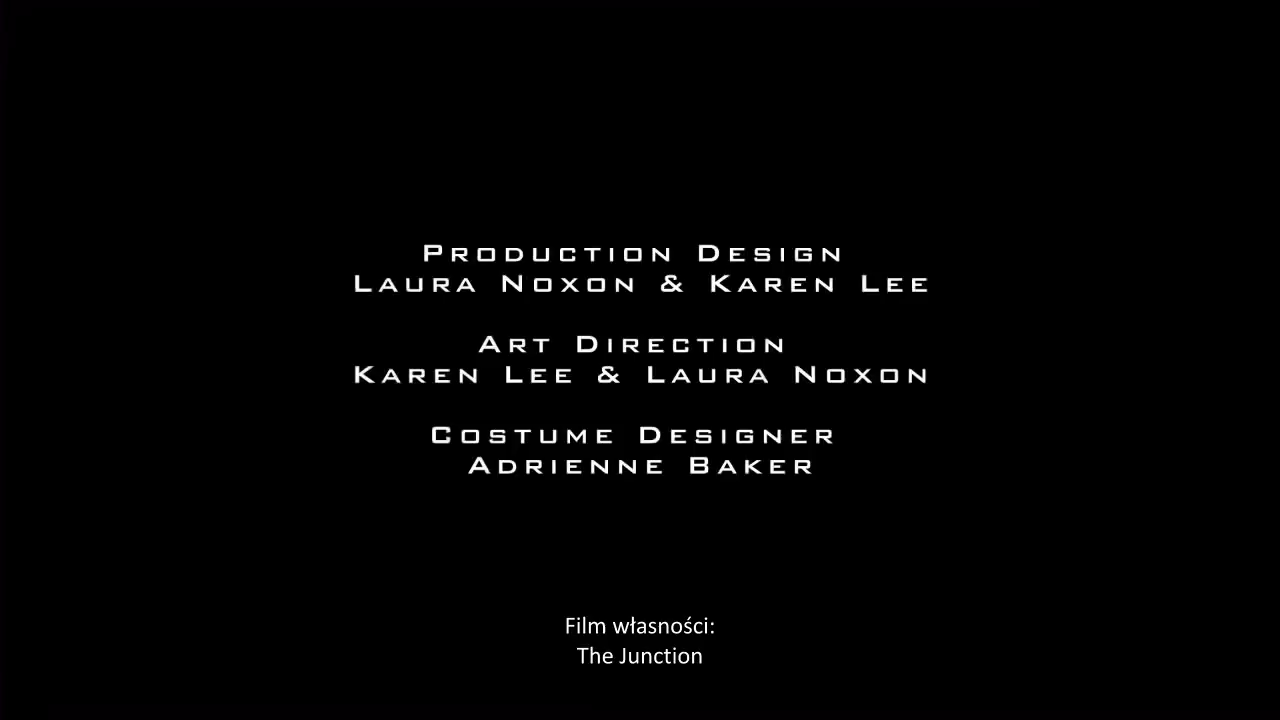 Production Design
Laura Noxon & Karen Lee
Art Direction
Karen Lee & Laura Noxon
Costume Designer
Adrienne Baker
Film własności:
The Junction